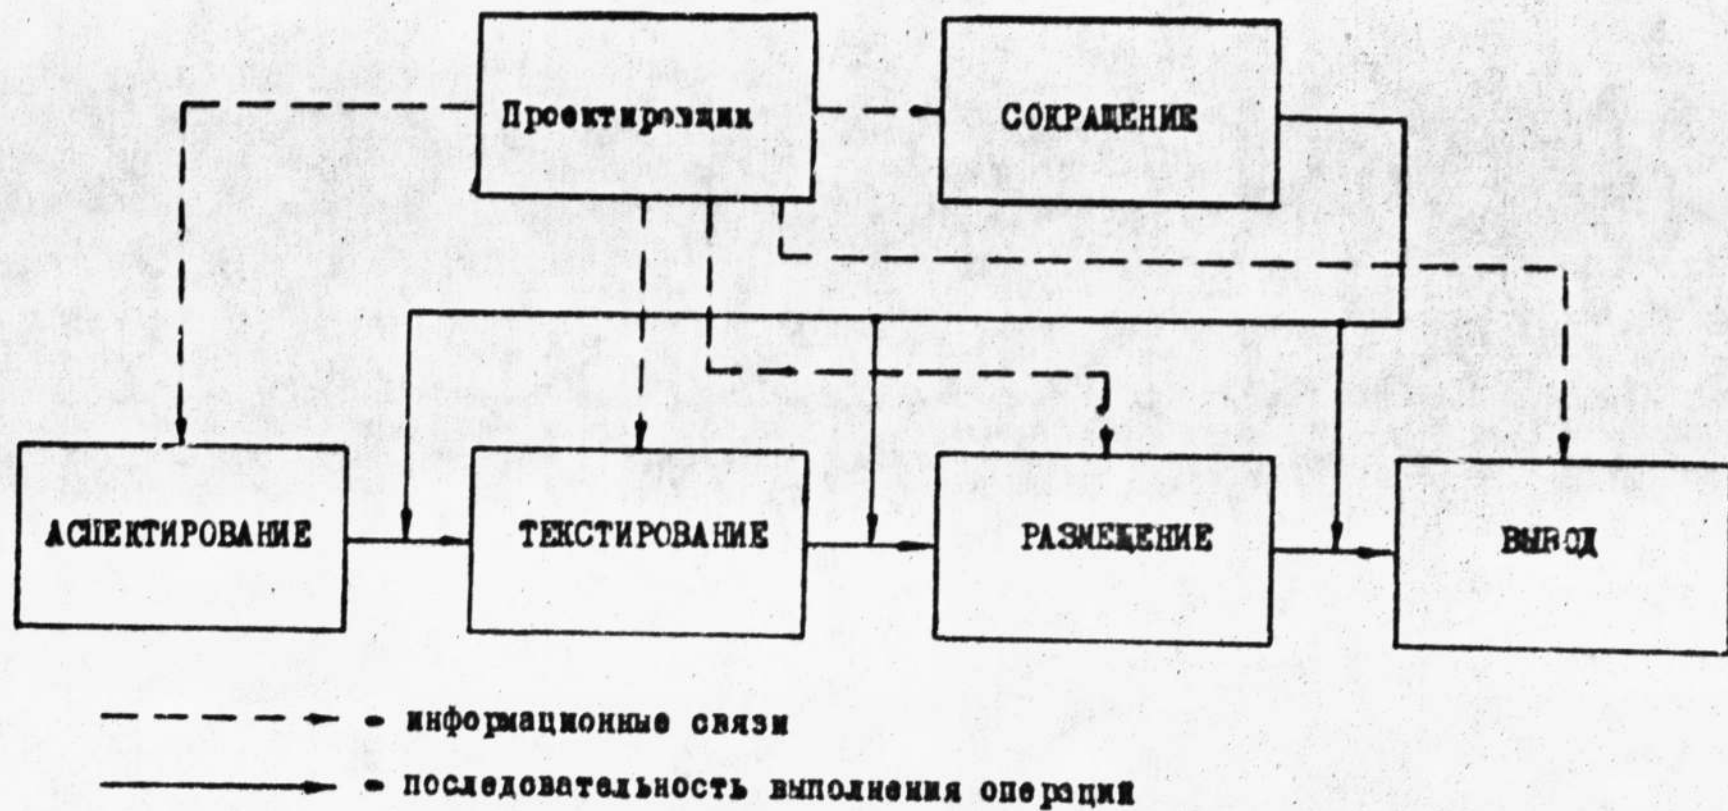 Проектировщик
СОКРАЩЕНИЕ
АСПЕКТИРОВАНИЕ
ТЕКСТИРОВАНИЕ
РАЗМЕЩЕНИЕ
ВЫВОД
- информационные связи
- последовательность выполнения операций